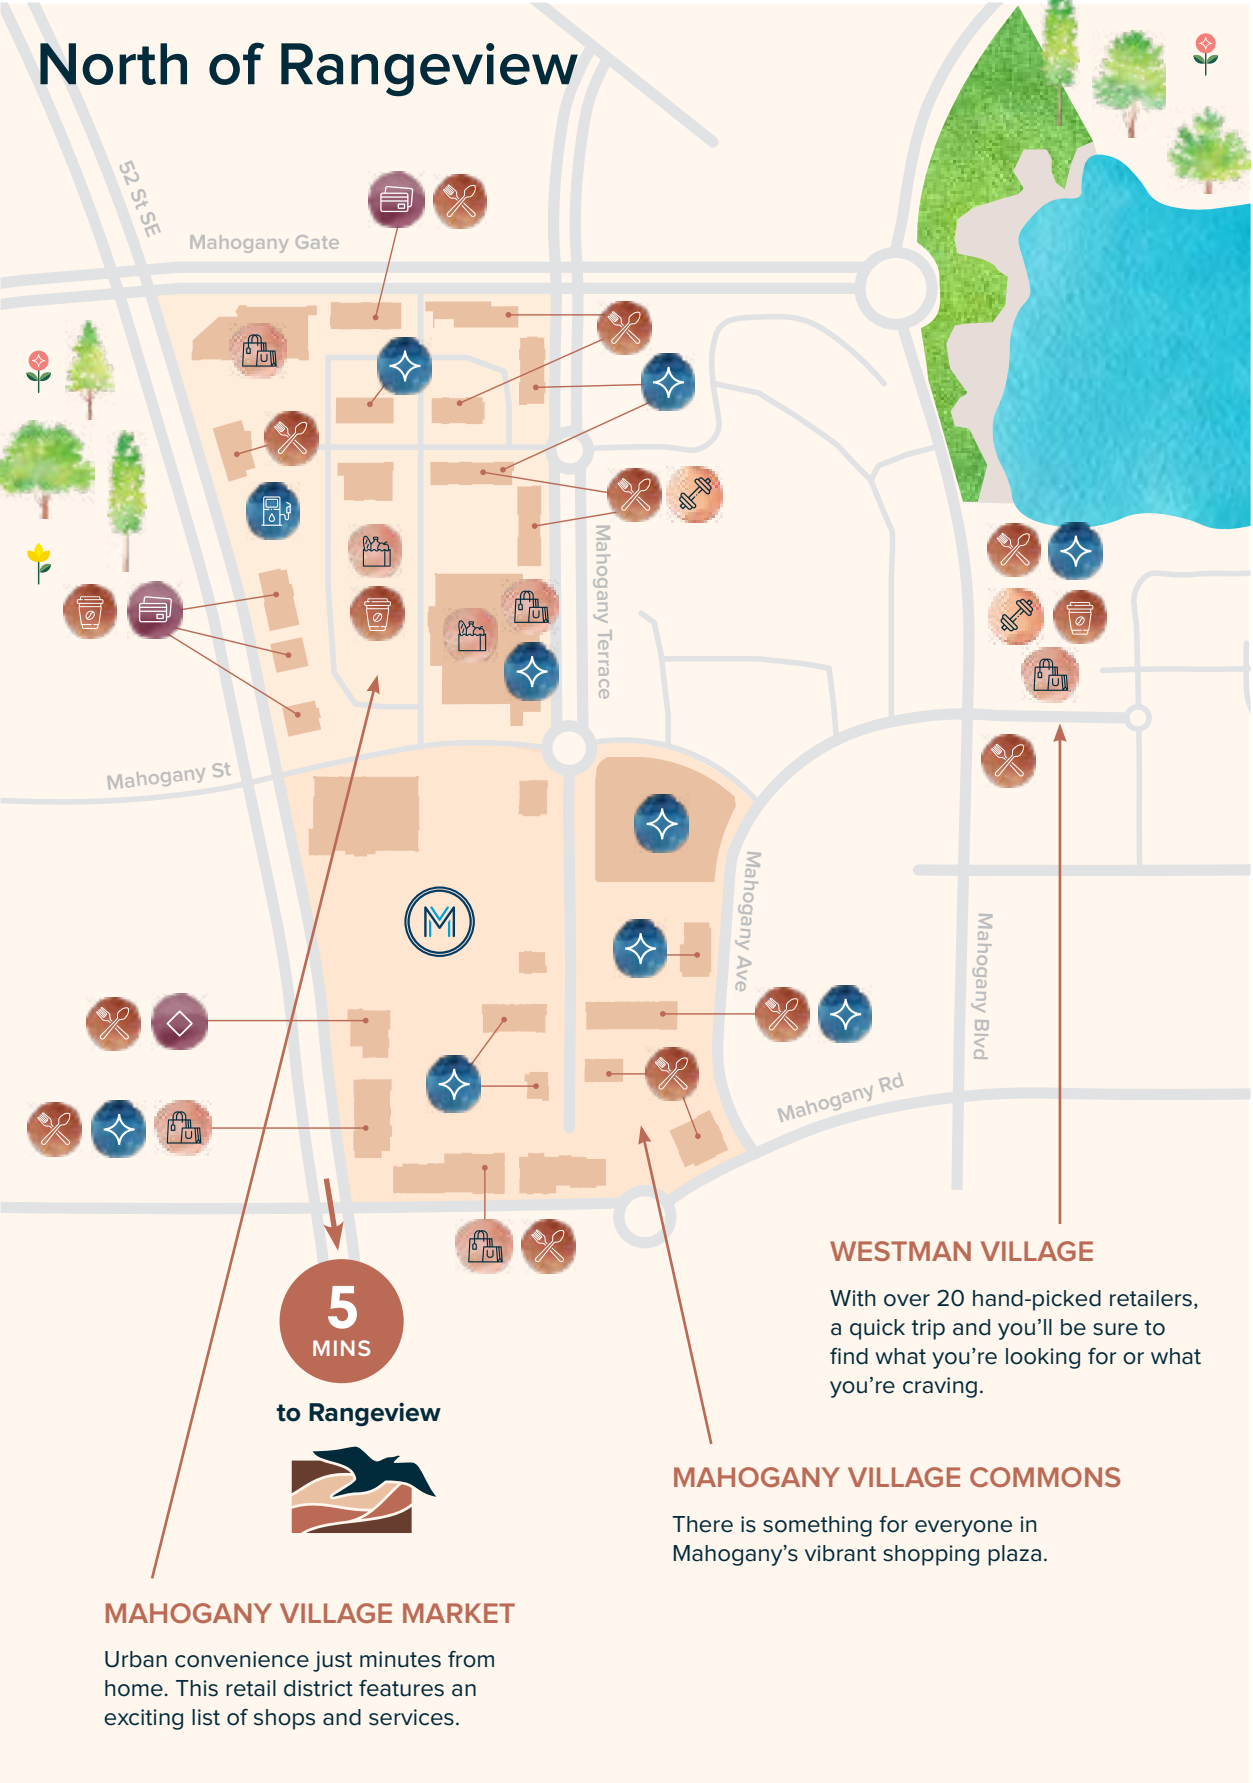 North of Rangeview
52 St SE
Mahogany Gate
Mahogany Terrace
Mahogany St
Mahogany Ave
Mahogany Blvd
Mahogany Rd
M
5
MINS
to Rangeview
WESTMAN VILLAGE
With over 20 hand-picked retailers,
a quick trip and you’ll be sure to
find what you’re looking for or what
you’re craving.
MAHOGANY VILLAGE COMMONS
There is something for everyone in
Mahogany’s vibrant shopping plaza.
MAHOGANY VILLAGE MARKET
Urban convenience just minutes from
home. This retail district features an
exciting list of shops and services.